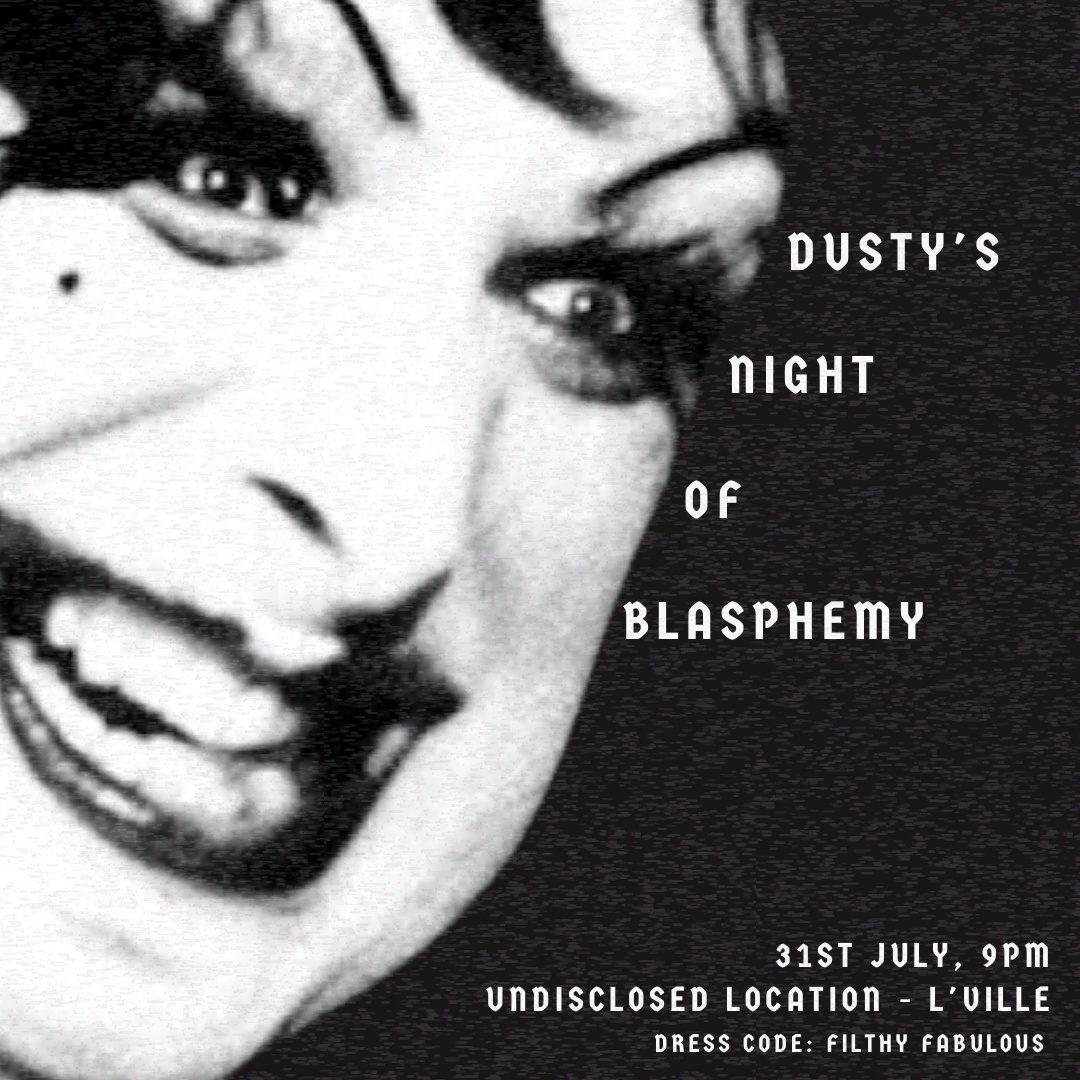 DUSTY'S
NIGHT
OF
BLASPHEMY
31ST JULY, 9PM
UNDISCLOSED LOCATION - L'VILLE
DRESS CODE: FILTHY FABULOUS